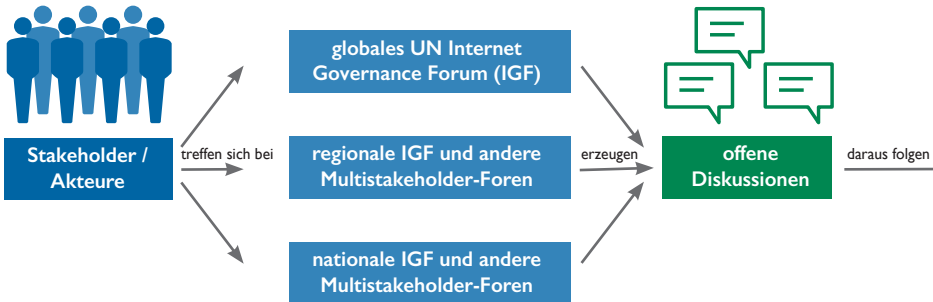 globales UN Internet
Governance Forum (IGF)
Stakeholder /
Akteure
treffen sich bei
regionale IGF und andere
Multistakeholder-Foren
erzeugen
offene
Diskussionen
daraus folgen
nationale IGF und andere
Multistakeholder-Foren